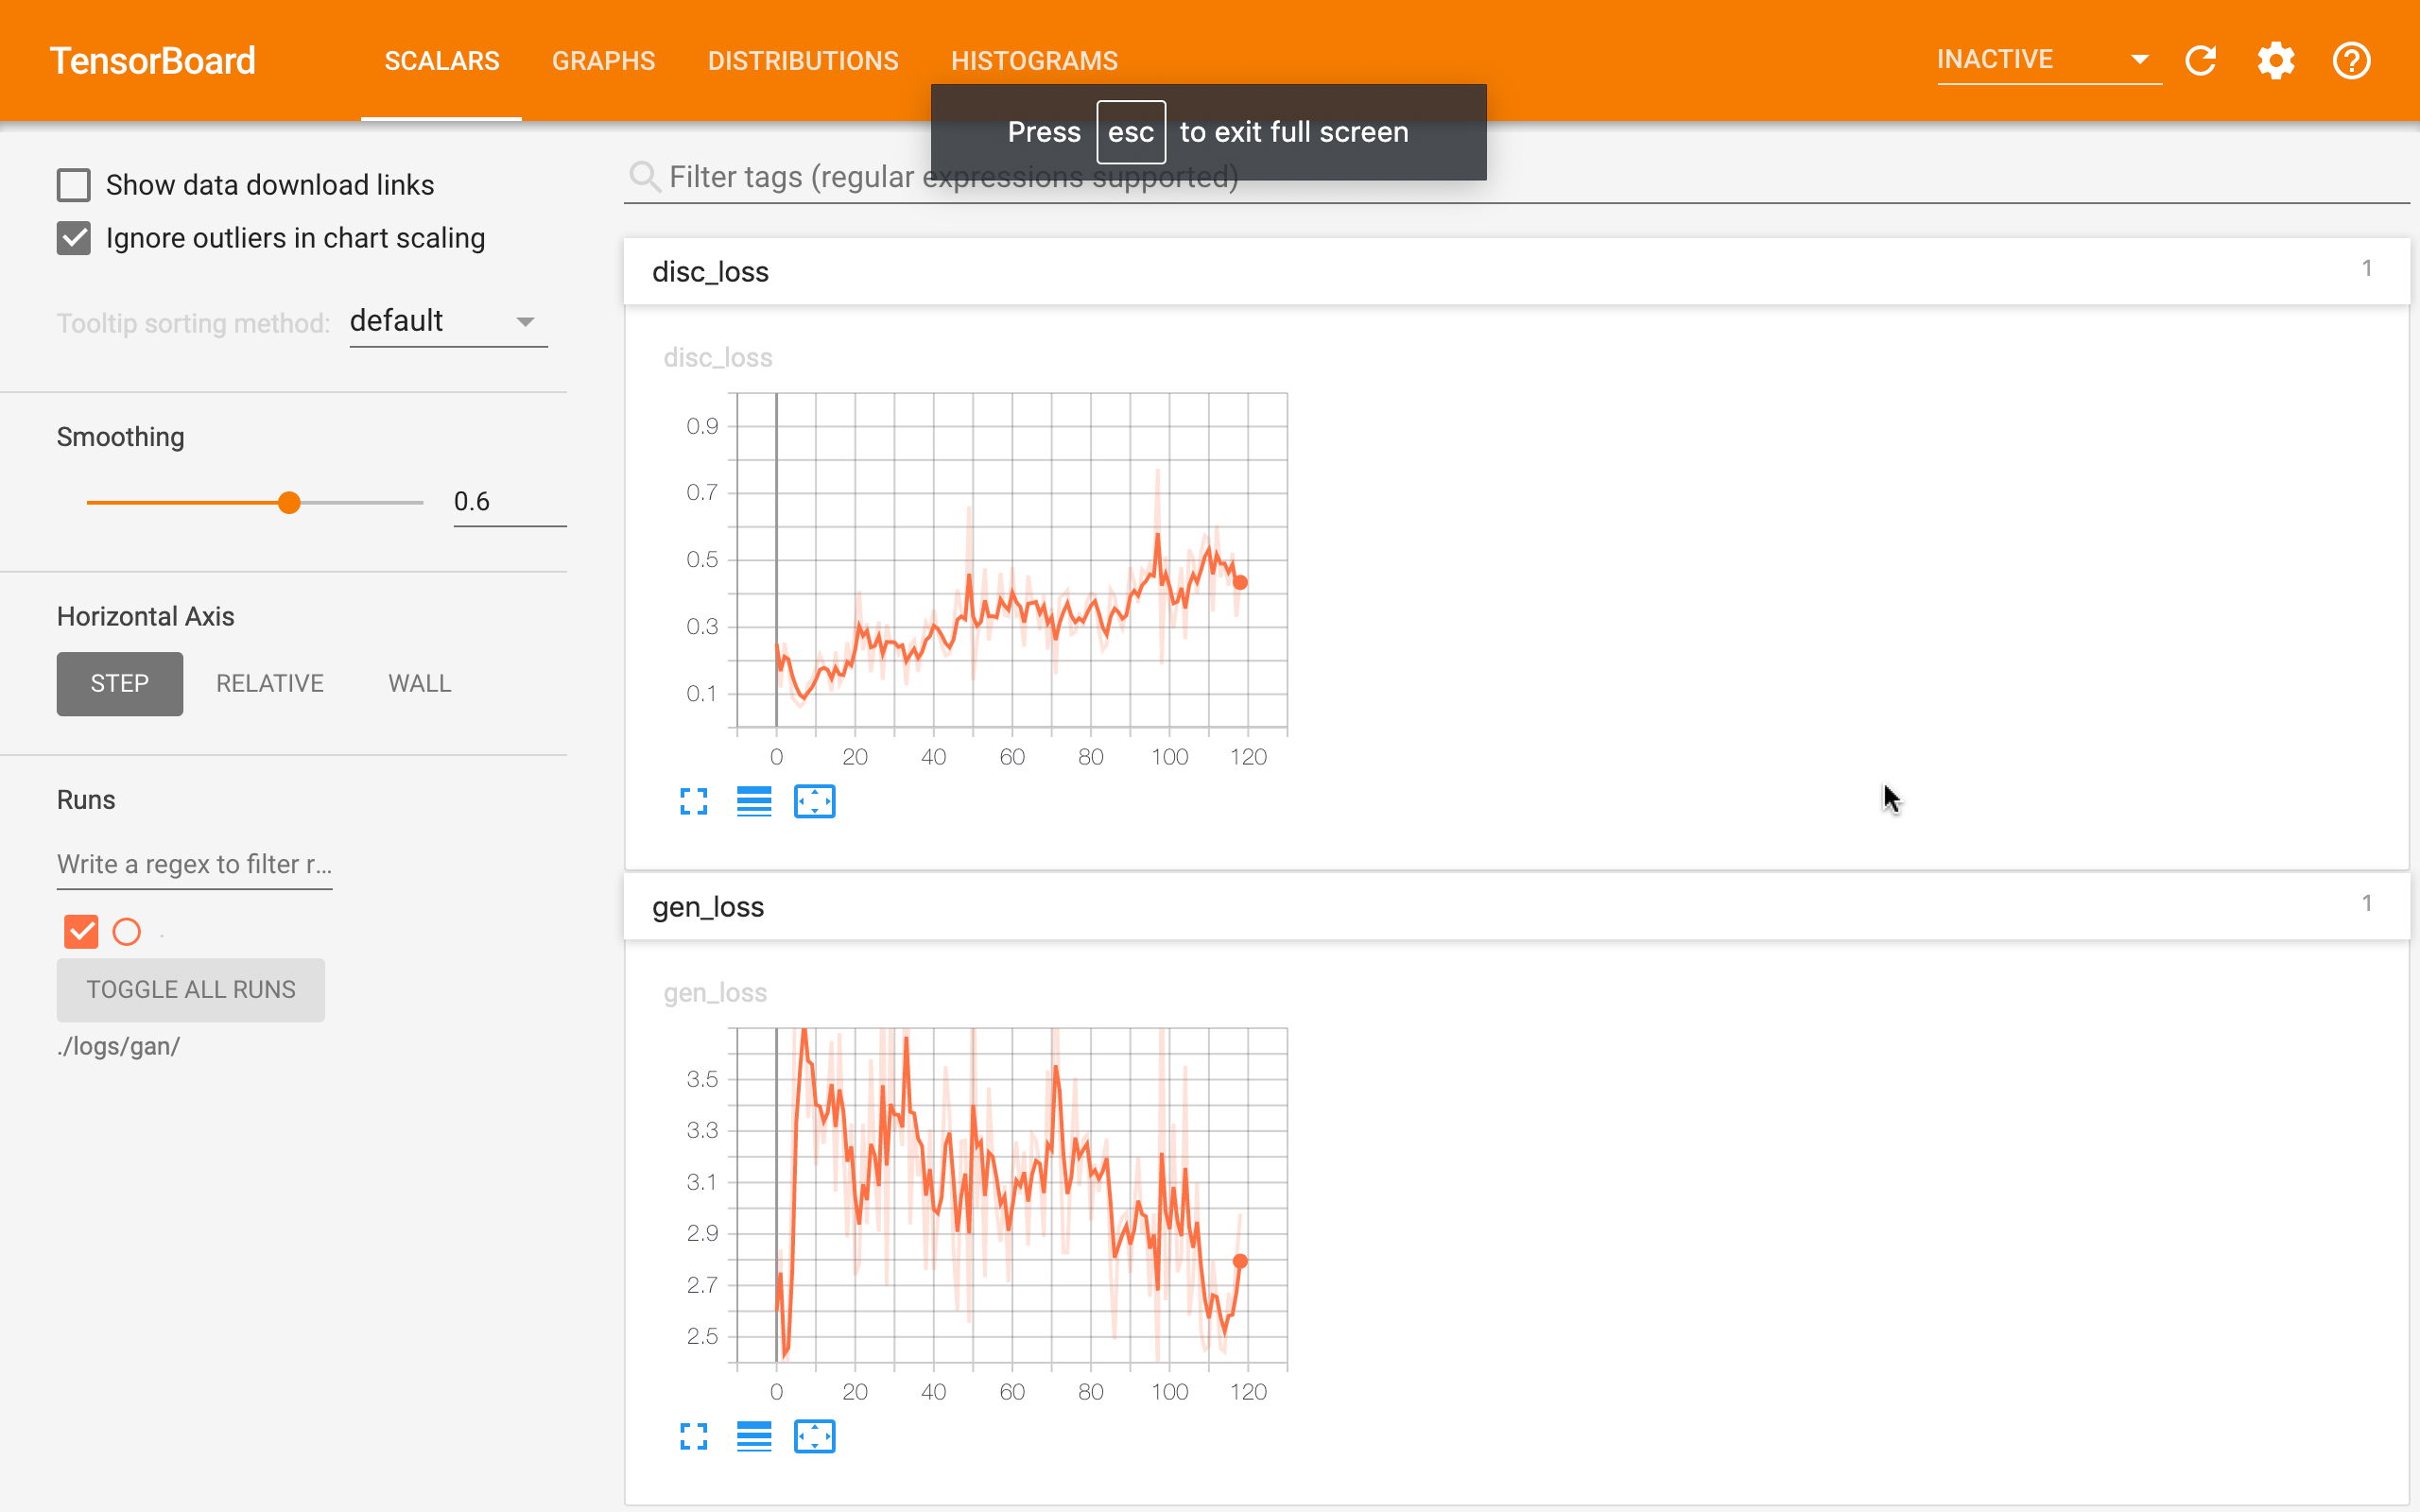 TensorBoard SCALARS GRAPHS DISTRIBUTIONS HISTOGRAMS INACTIVE
Press esc to exit full screen
Show data download links
Ignore outliers in chart scaling
Tooltip sorting method: default
Smoothing
0.6
Horizontal Axis
STEP RELATIVE WALL
Runs
Write a regex to filter r...
.
TOGGLE ALL RUNS
./logs/gan/
Filter tags (regular expressions supported)
disc_loss 1
disc_loss
0.9
0.7
0.5
0.3
0.1
0 20 40 60 80 100 120
gen_loss 1
gen_loss
3.5
3.3
3.1
2.9
2.7
2.5
0 20 40 60 80 100 120